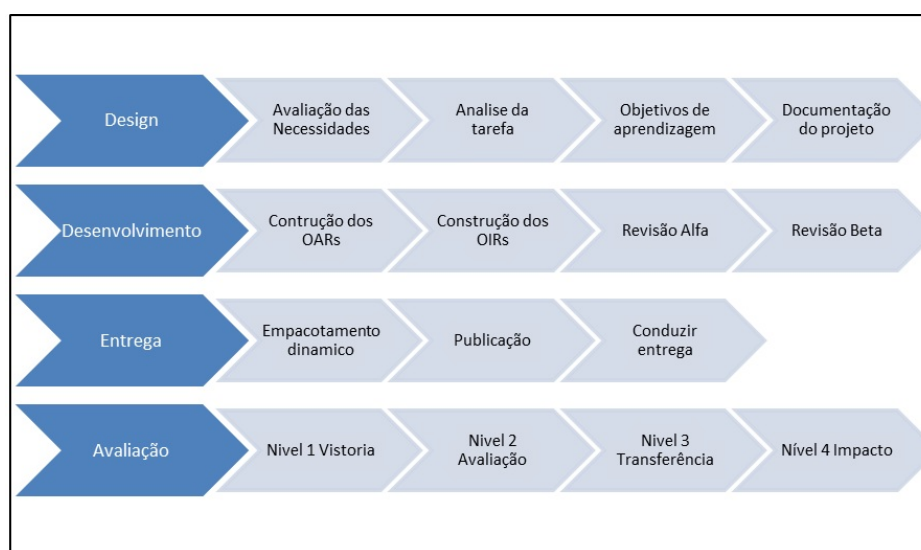 Design
Avaliação das
Necessidades
Analise da
tarefa
Objetivos de
aprendizagem
Documentação
do projeto
Desenvolvimento
Contrução dos
OARs
Construção dos
OIRs
Revisão Alfa
Revisão Beta
Entrega
Empacotamento
dinamico
Publicação
Conduzir
entrega
Avaliação
Nivel 1 Vistoria
Nivel 2
Avaliação
Nivel 3
Transferência
Nível 4 Impacto